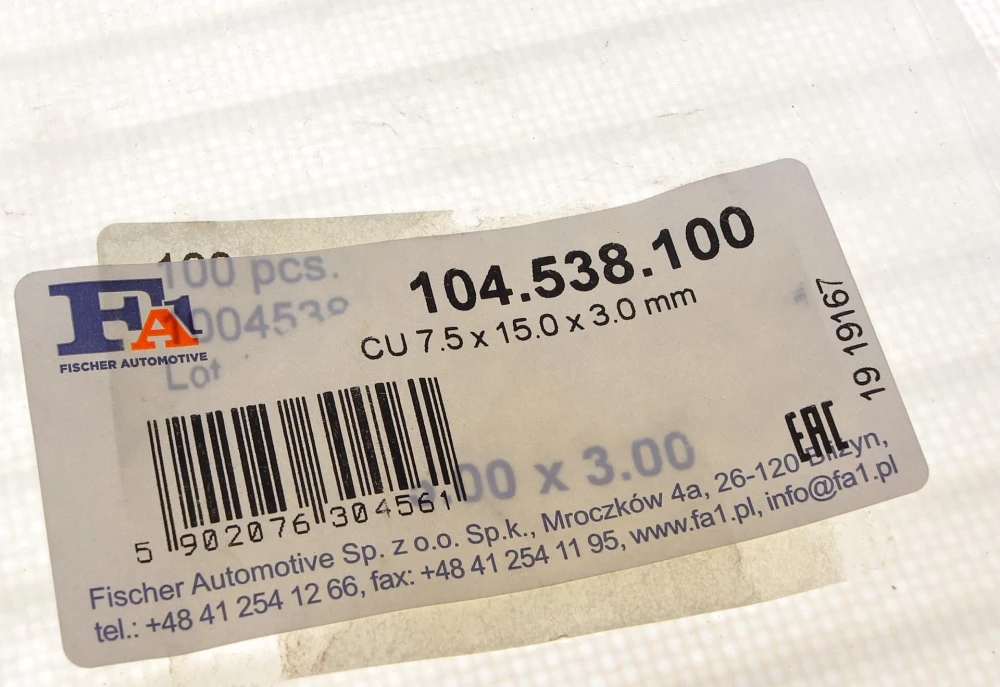 100 pcs.
104.538.100
CU 7.5 x 15.0 x 3.0 mm
FA1
FISCHER AUTOMOTIVE
Lot
19 19167
EAC
00 x 3.00
5 902076 304561
Fischer Automotive Sp. z o.o. Sp.k., Mroczków 4a, 26-120
tel.: +48 41 254 12 66, fax: +48 41 254 11 95, www.fa1.pl, info@fa1.pl